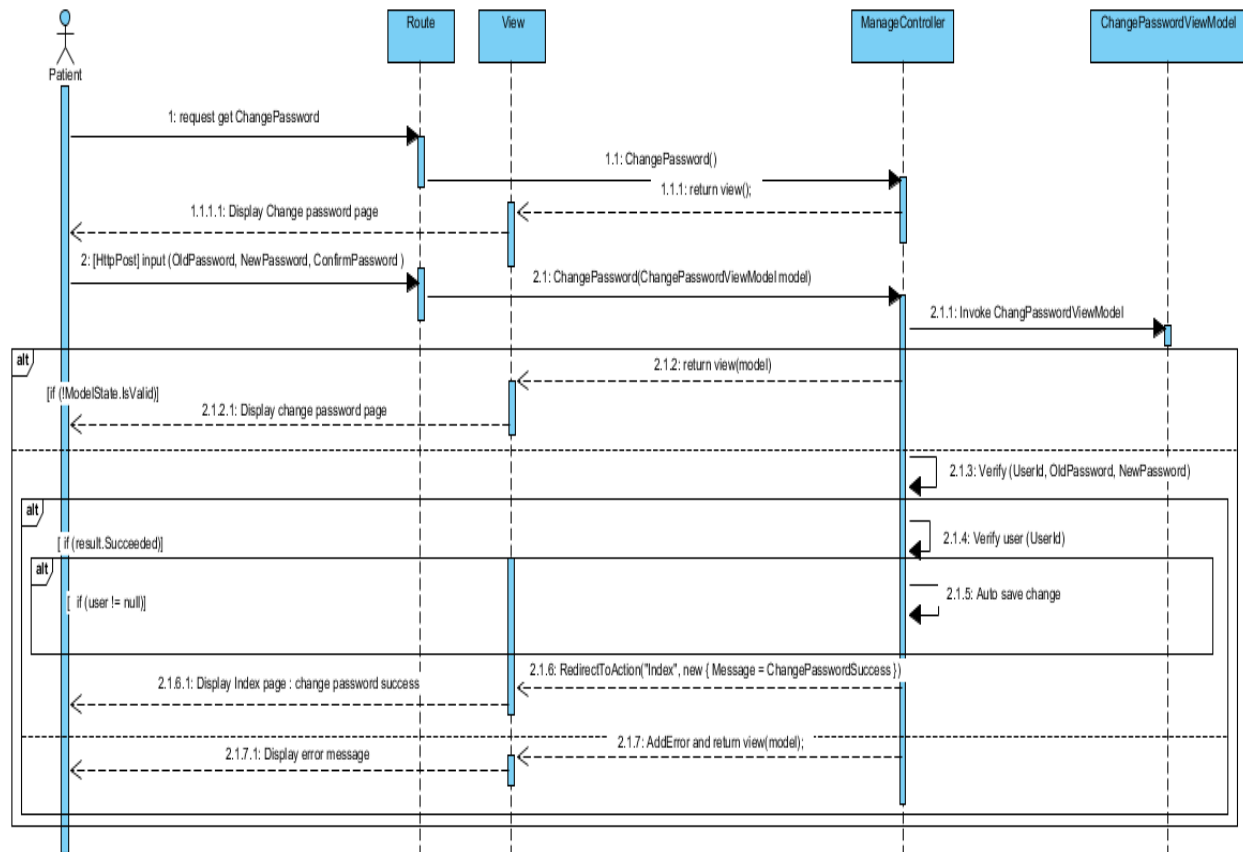 Route
View
ManageController
ChangePasswordViewModel
Patient
1: request get ChangePassword
1.1: ChangePassword()
1.1.1: return view();
1.1.1.1: Display Change password page
2: [HttpPost] input (OldPassword, NewPassword, ConfirmPassword )
2.1: ChangePassword(ChangePasswordViewModel model)
2.1.1: Invoke ChangPasswordViewModel
alt
2.1.2: return view(model)
[if (!ModelState.IsValid)]
2.1.2.1: Display change password page
2.1.3: Verify (UserId, OldPassword, NewPassword)
alt
[ if (result.Succeeded)]
2.1.4: Verify user (UserId)
alt
[ if (user != null)]
2.1.5: Auto save change
2.1.6: RedirectToAction("Index", new { Message = ChangePasswordSuccess })
2.1.6.1: Display Index page : change password success
2.1.7: AddError and return view(model);
2.1.7.1: Display error message